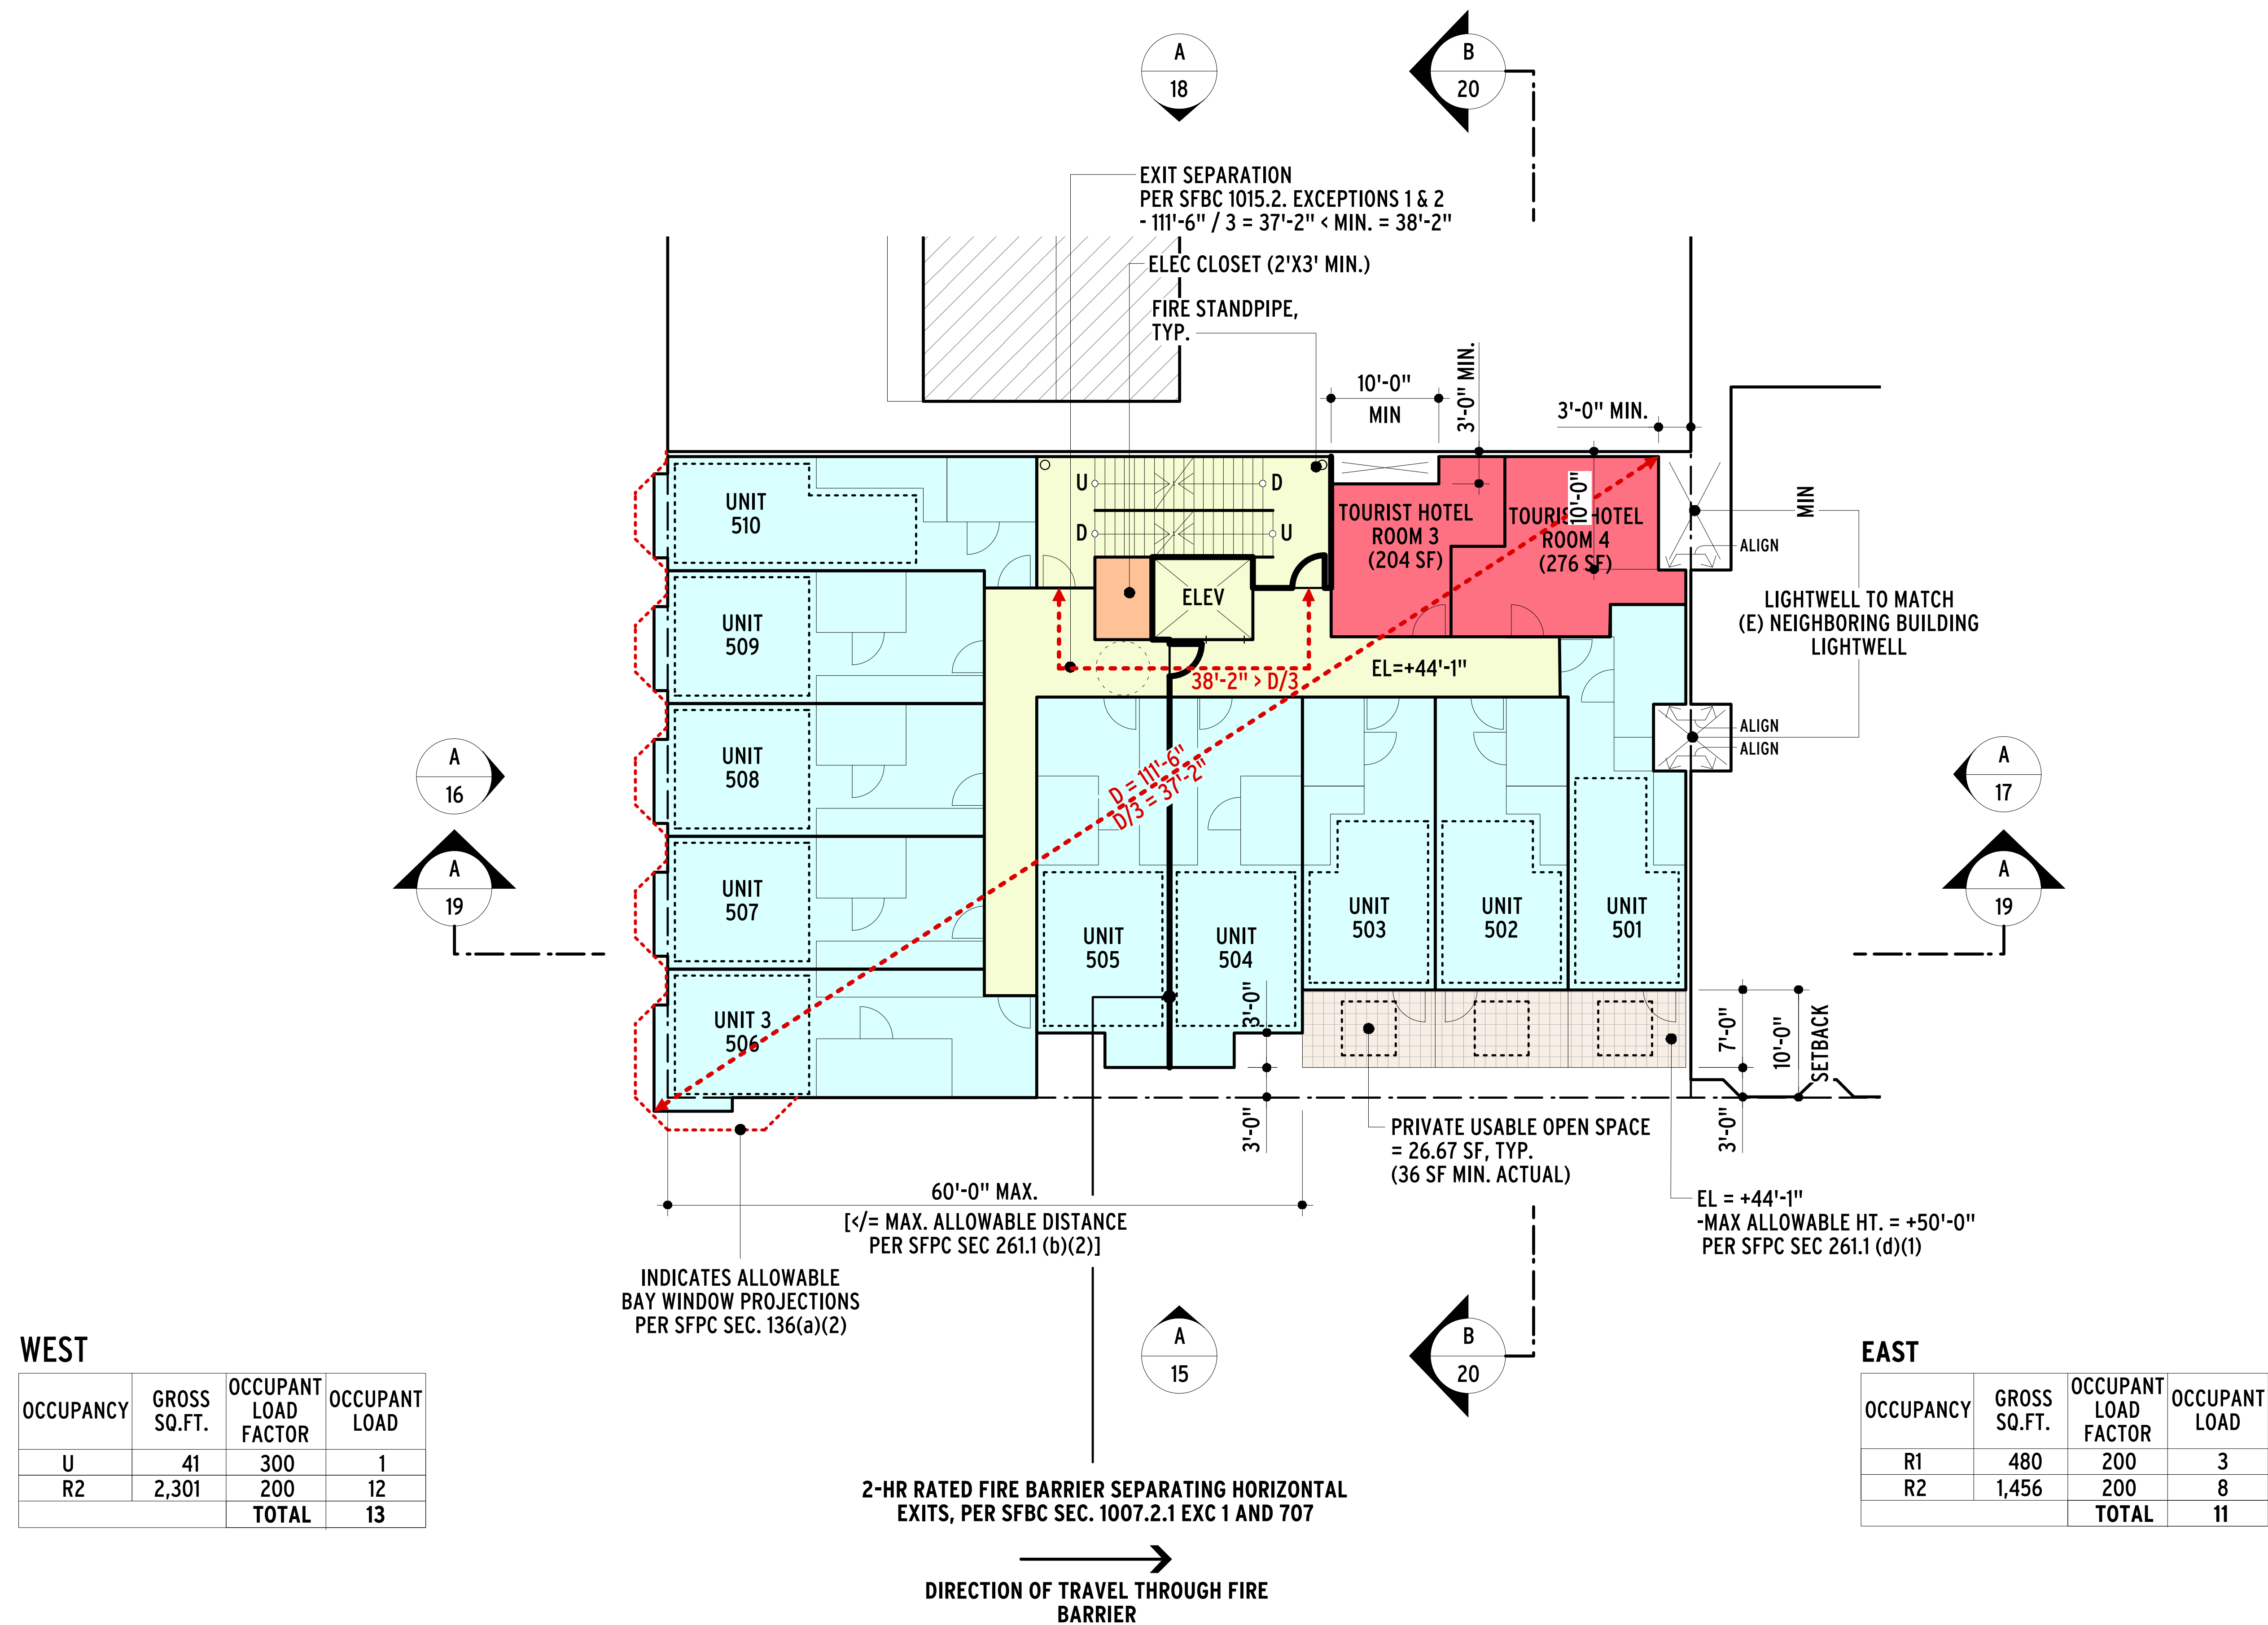 A
18
B
20
EXIT SEPARATION
PER SFBC 1015.2. EXCEPTIONS 1 & 2
- 111'-6" / 3 = 37'-2" < MIN. = 38'-2"
ELEC CLOSET (2'X3' MIN.)
FIRE STANDPIPE,
TYP.
10'-0"
MIN
3'-0" MIN.
3'-0" MIN.
10'-0"
MIN
UNIT
510
U
D
D
U
TOURIST HOTEL
ROOM 3
(204 SF)
TOURIST HOTEL
ROOM 4
(276 SF)
ALIGN
ELEV
LIGHTWELL TO MATCH
(E) NEIGHBORING BUILDING
LIGHTWELL
UNIT
509
EL=+44'-1"
38'-2" > D/3
ALIGN
ALIGN
A
16
UNIT
508
D = 111'-6"
D/3 = 37'-2"
A
17
A
19
UNIT
507
UNIT
505
UNIT
504
UNIT
503
UNIT
502
UNIT
501
A
19
UNIT 3
506
3'-0"
3'-0"
7'-0"
10'-0"
SETBACK
3'-0"
PRIVATE USABLE OPEN SPACE
= 26.67 SF, TYP.
(36 SF MIN. ACTUAL)
60'-0" MAX.
[</= MAX. ALLOWABLE DISTANCE
PER SFPC SEC 261.1 (b)(2)]
EL = +44'-1"
-MAX ALLOWABLE HT. = +50'-0"
PER SFPC SEC 261.1 (d)(1)
INDICATES ALLOWABLE
BAY WINDOW PROJECTIONS
PER SFPC SEC. 136(a)(2)
A
15
B
20
WEST
OCCUPANCY GROSS SQ.FT. OCCUPANT LOAD FACTOR OCCUPANT LOAD
U 41 300 1
R2 2,301 200 12
TOTAL 13
EAST
OCCUPANCY GROSS SQ.FT. OCCUPANT LOAD FACTOR OCCUPANT LOAD
R1 480 200 3
R2 1,456 200 8
TOTAL 11
2-HR RATED FIRE BARRIER SEPARATING HORIZONTAL
EXITS, PER SFBC SEC. 1007.2.1 EXC 1 AND 707
DIRECTION OF TRAVEL THROUGH FIRE
BARRIER